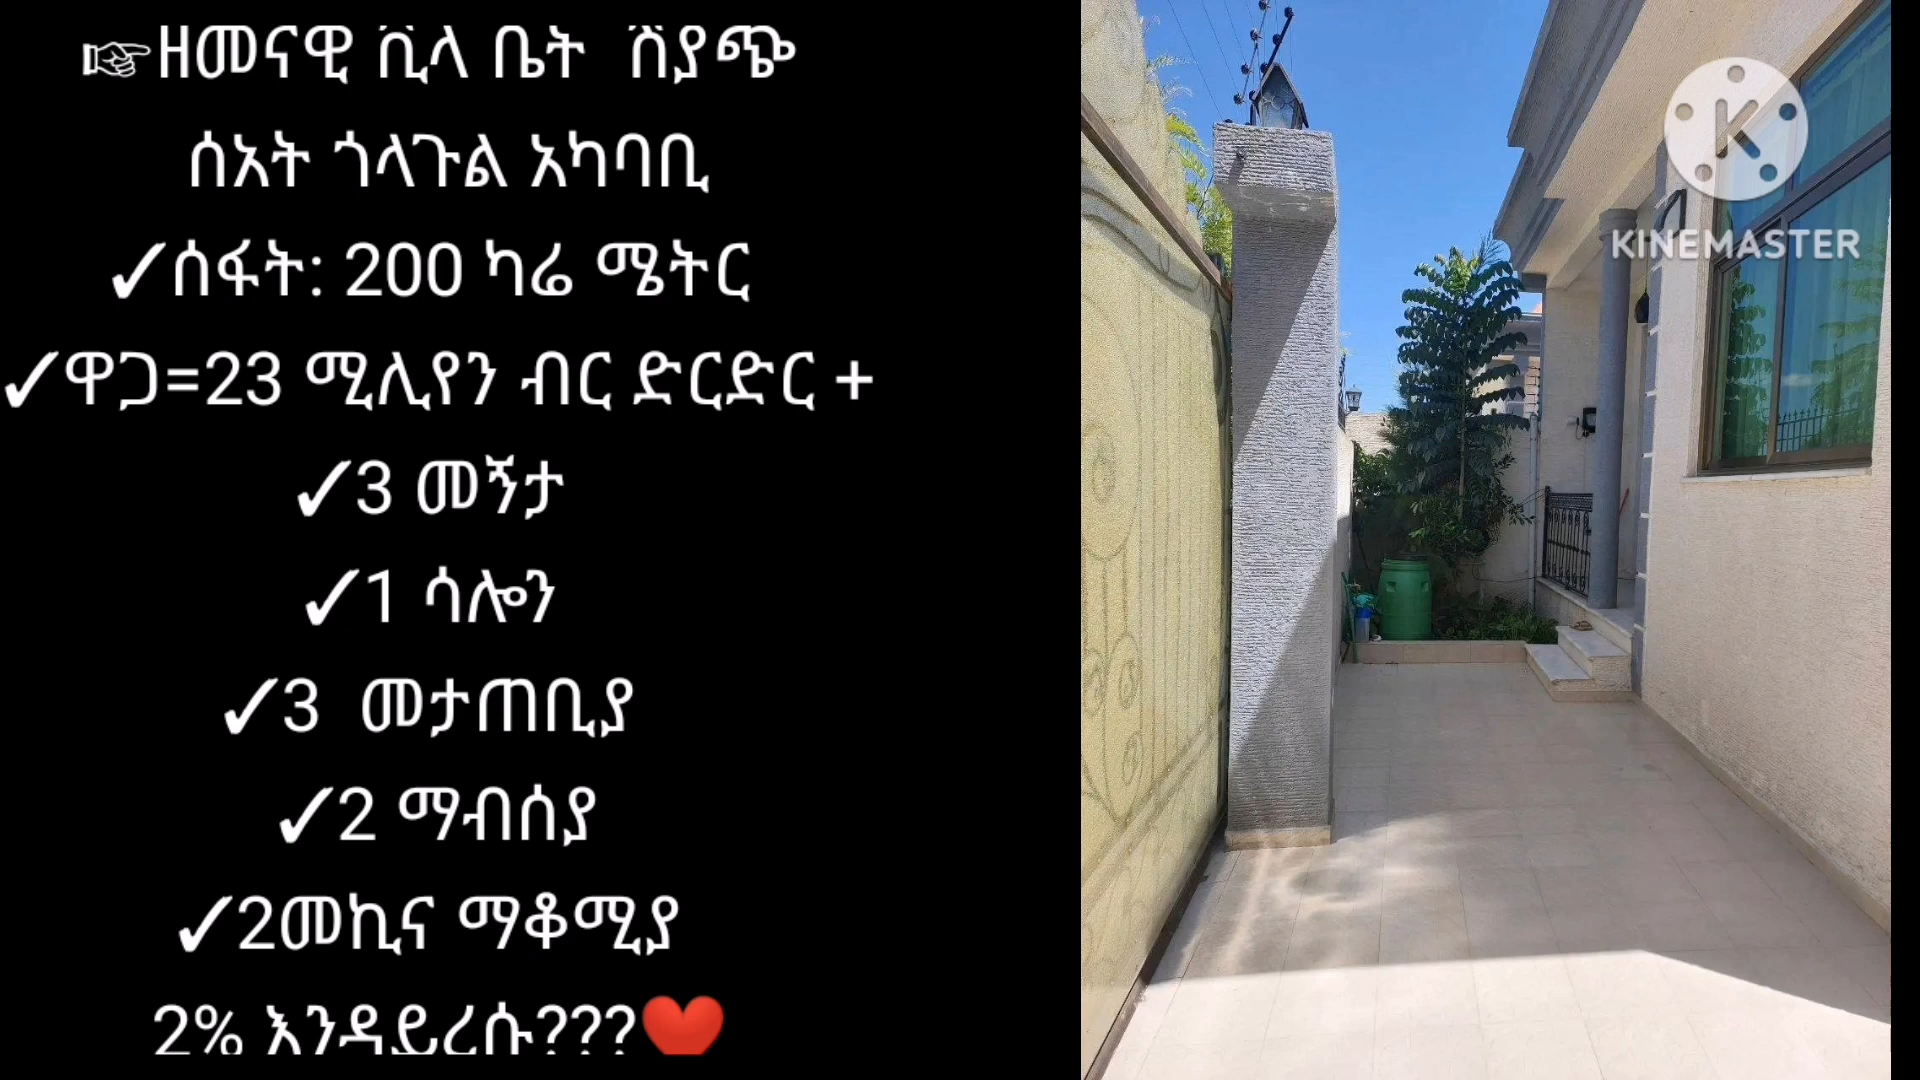 ☞ዘመናዊ ቪላ ቤት ሽያጭ
ሰአት ጎላጉል አካባቢ
✓ሰፋት: 200 ካሬ ሜትር
✓ዋጋ=23 ሚሊየን ብር ድርድር +
✓3 መኝታ
✓1 ሳሎን
✓3 መታጠቢያ
✓2 ማብሰያ
✓2መኪና ማቆሚያ
2% እንዳይረሱ???❤
K
KINEMASTER